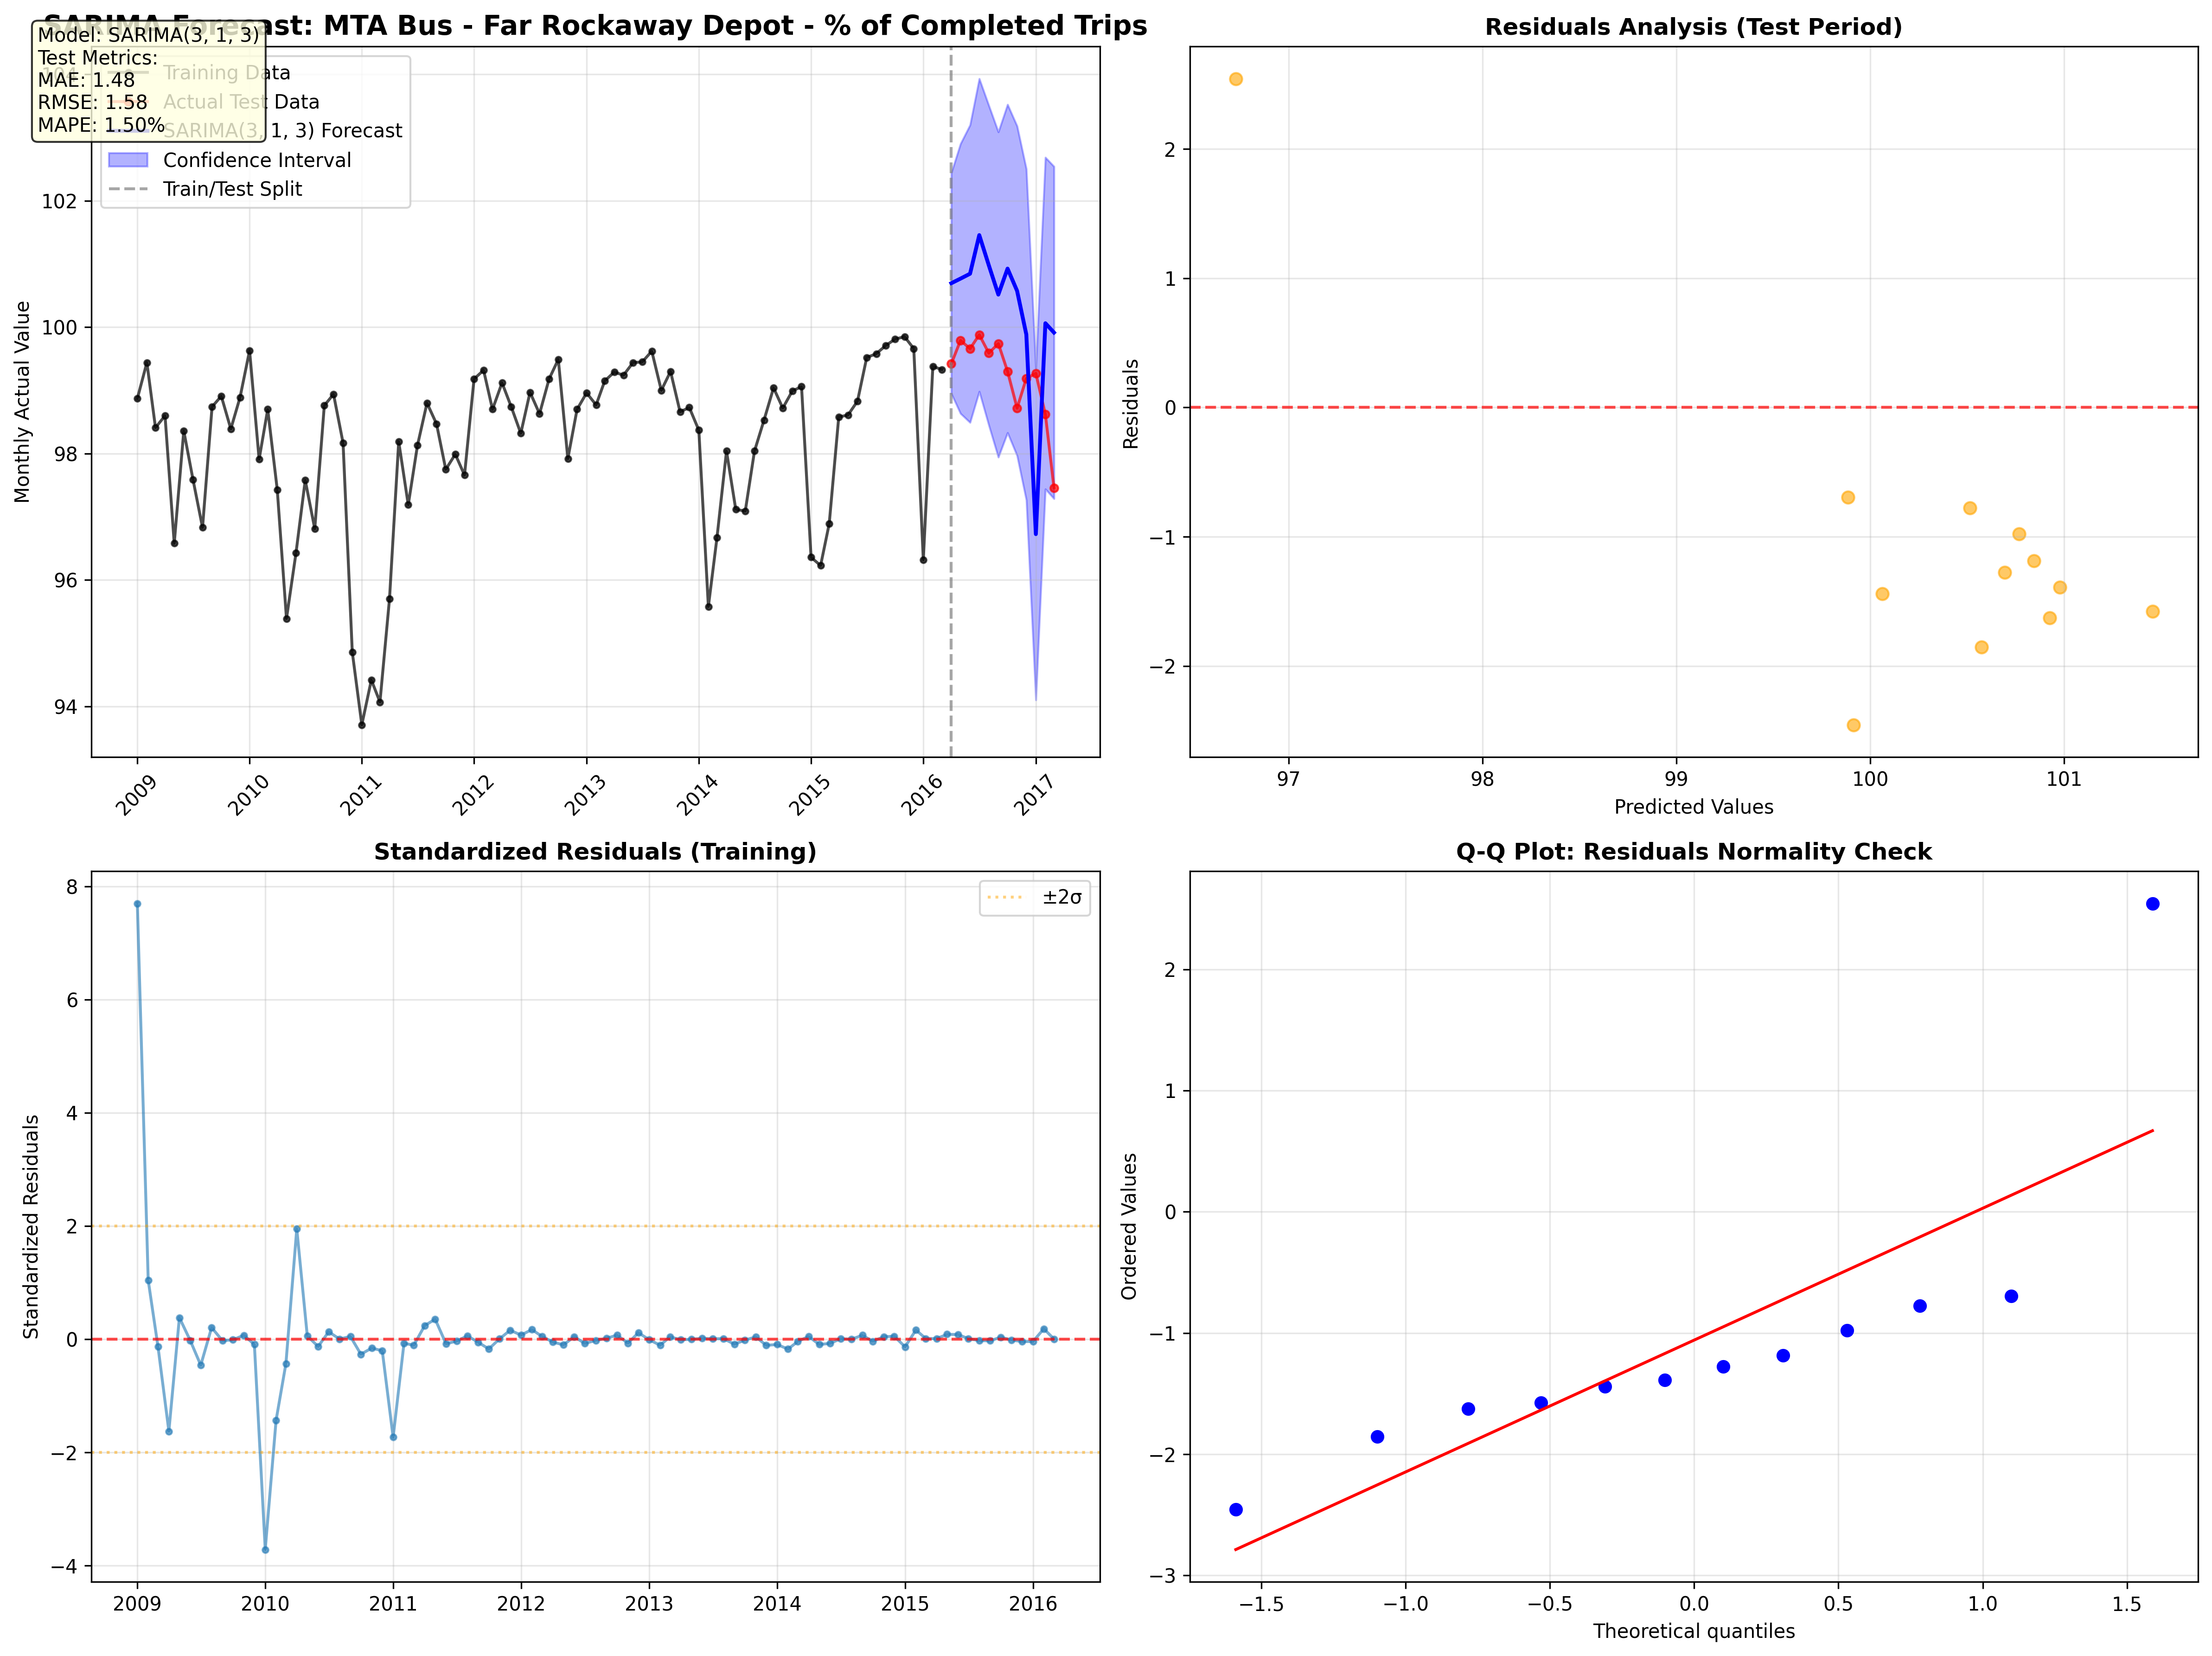 SARIMA Forecast: MTA Bus - Far Rockaway Depot - % of Completed Trips
Model: SARIMA(3, 1, 3)
Test Metrics:
MAE: 1.48
RMSE: 1.58
MAPE: 1.50%
Training Data
Actual Test Data
SARIMA(3, 1, 3) Forecast
Confidence Interval
Train/Test Split
Monthly Actual Value
104
102
100
98
96
94
2009 2010 2011 2012 2013 2014 2015 2016 2017
Residuals Analysis (Test Period)
Residuals
2
1
0
−1
−2
97 98 99 100 101
Predicted Values
Standardized Residuals (Training)
±2σ
Standardized Residuals
8
6
4
2
0
−2
−4
2009 2010 2011 2012 2013 2014 2015 2016
Q-Q Plot: Residuals Normality Check
Ordered Values
2
1
0
−1
−2
−3
−1.5 −1.0 −0.5 0.0 0.5 1.0 1.5
Theoretical quantiles